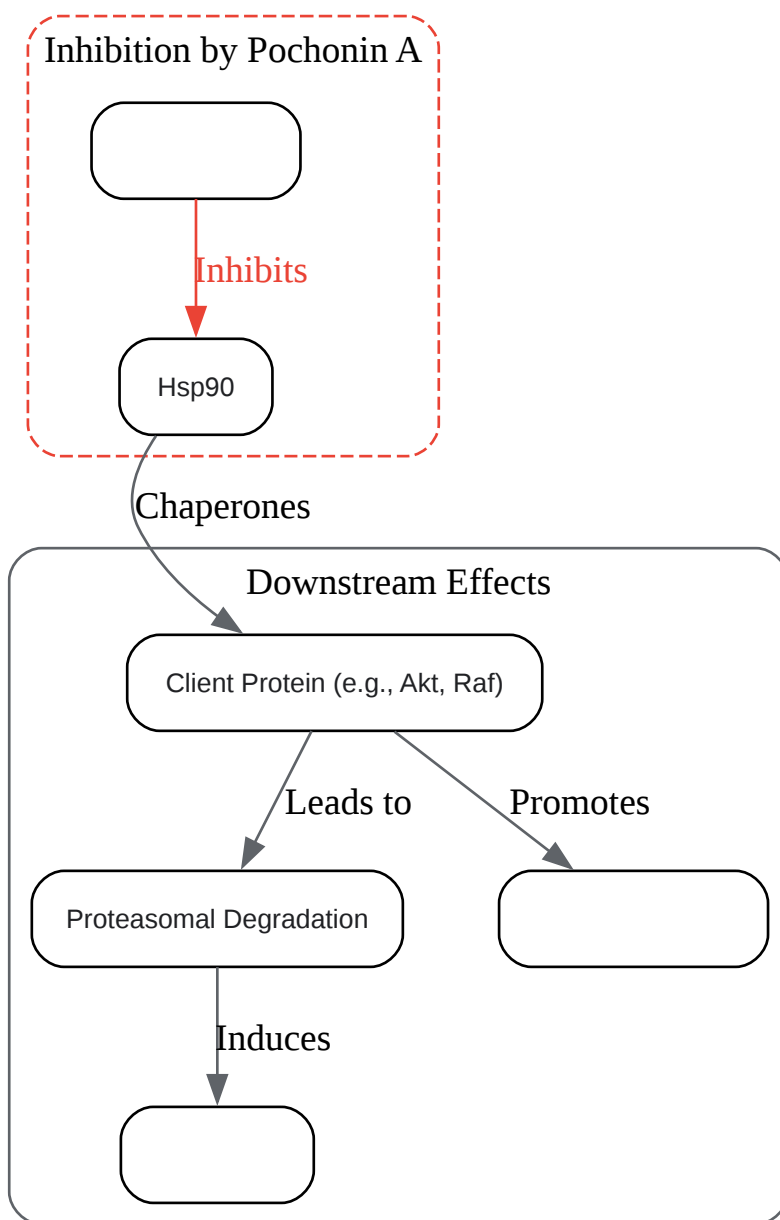 Inhibition by Pochonin A
Inhibits
Hsp90
Chaperones
Downstream Effects
Client Protein (e.g., Akt, Raf)
Leads to
Promotes
Proteasomal Degradation
Induces